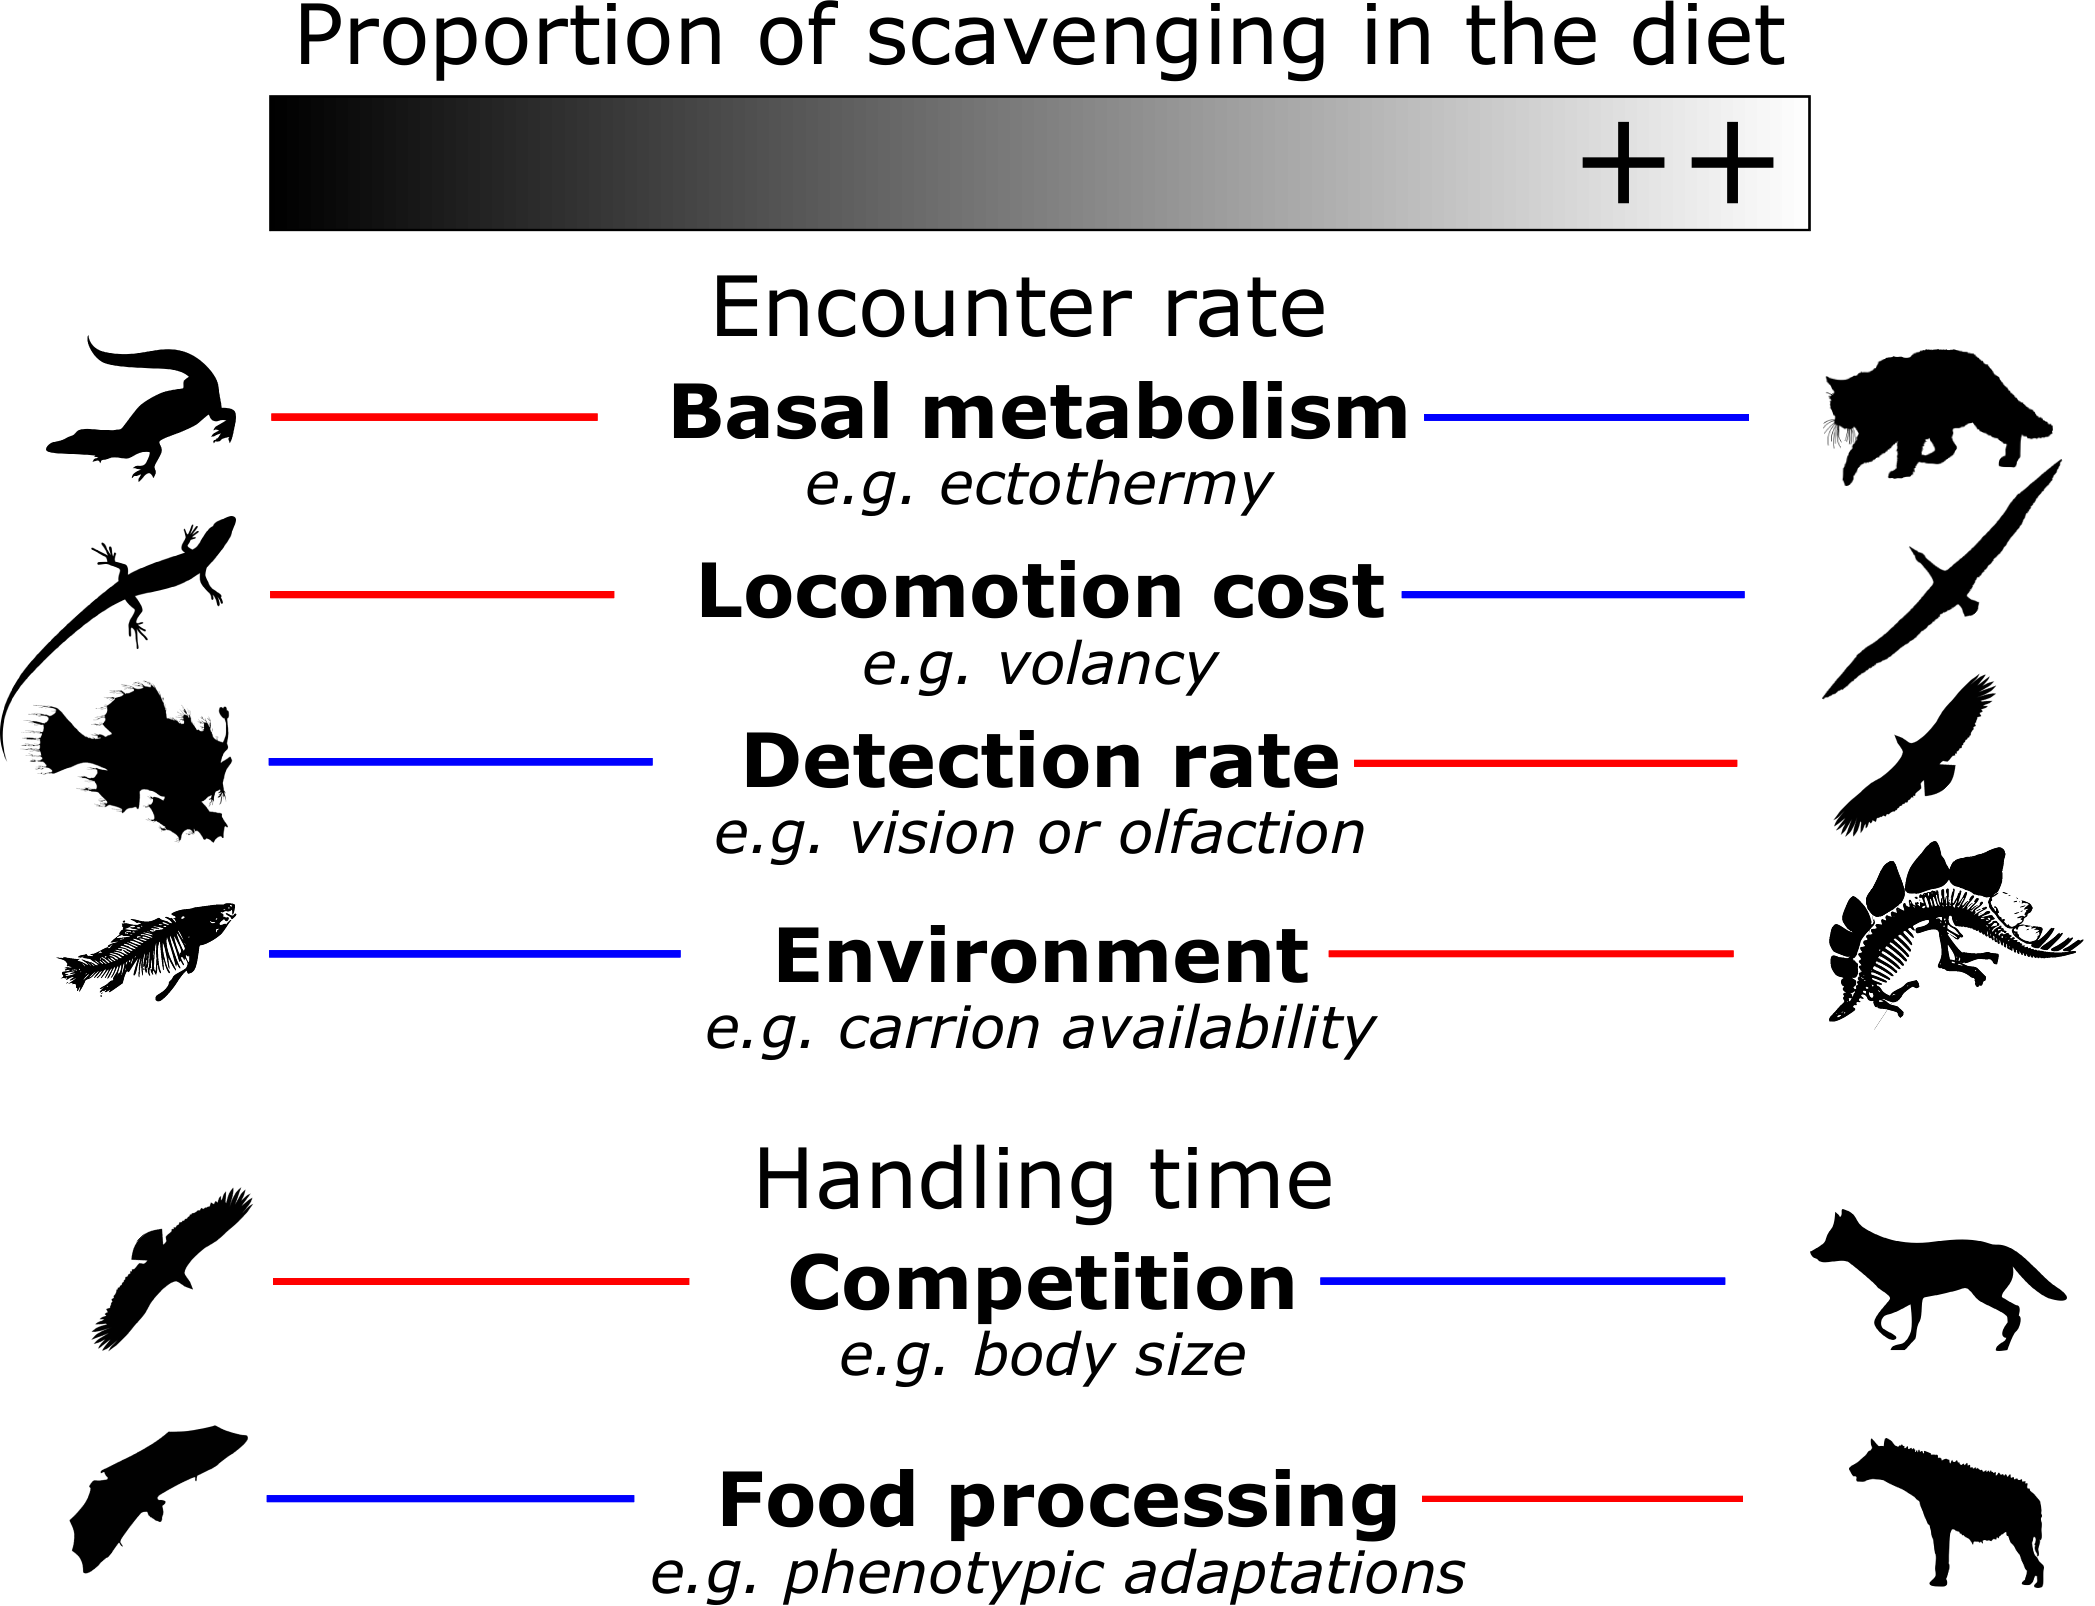 Proportion of scavenging in the diet
++
Encounter rate
Basal metabolism
e.g. ectothermy
Locomotion cost
e.g. volancy
Detection rate
e.g. vision or olfaction
Environment
e.g. carrion availability
Handling time
Competition
e.g. body size
Food processing
e.g. phenotypic adaptations